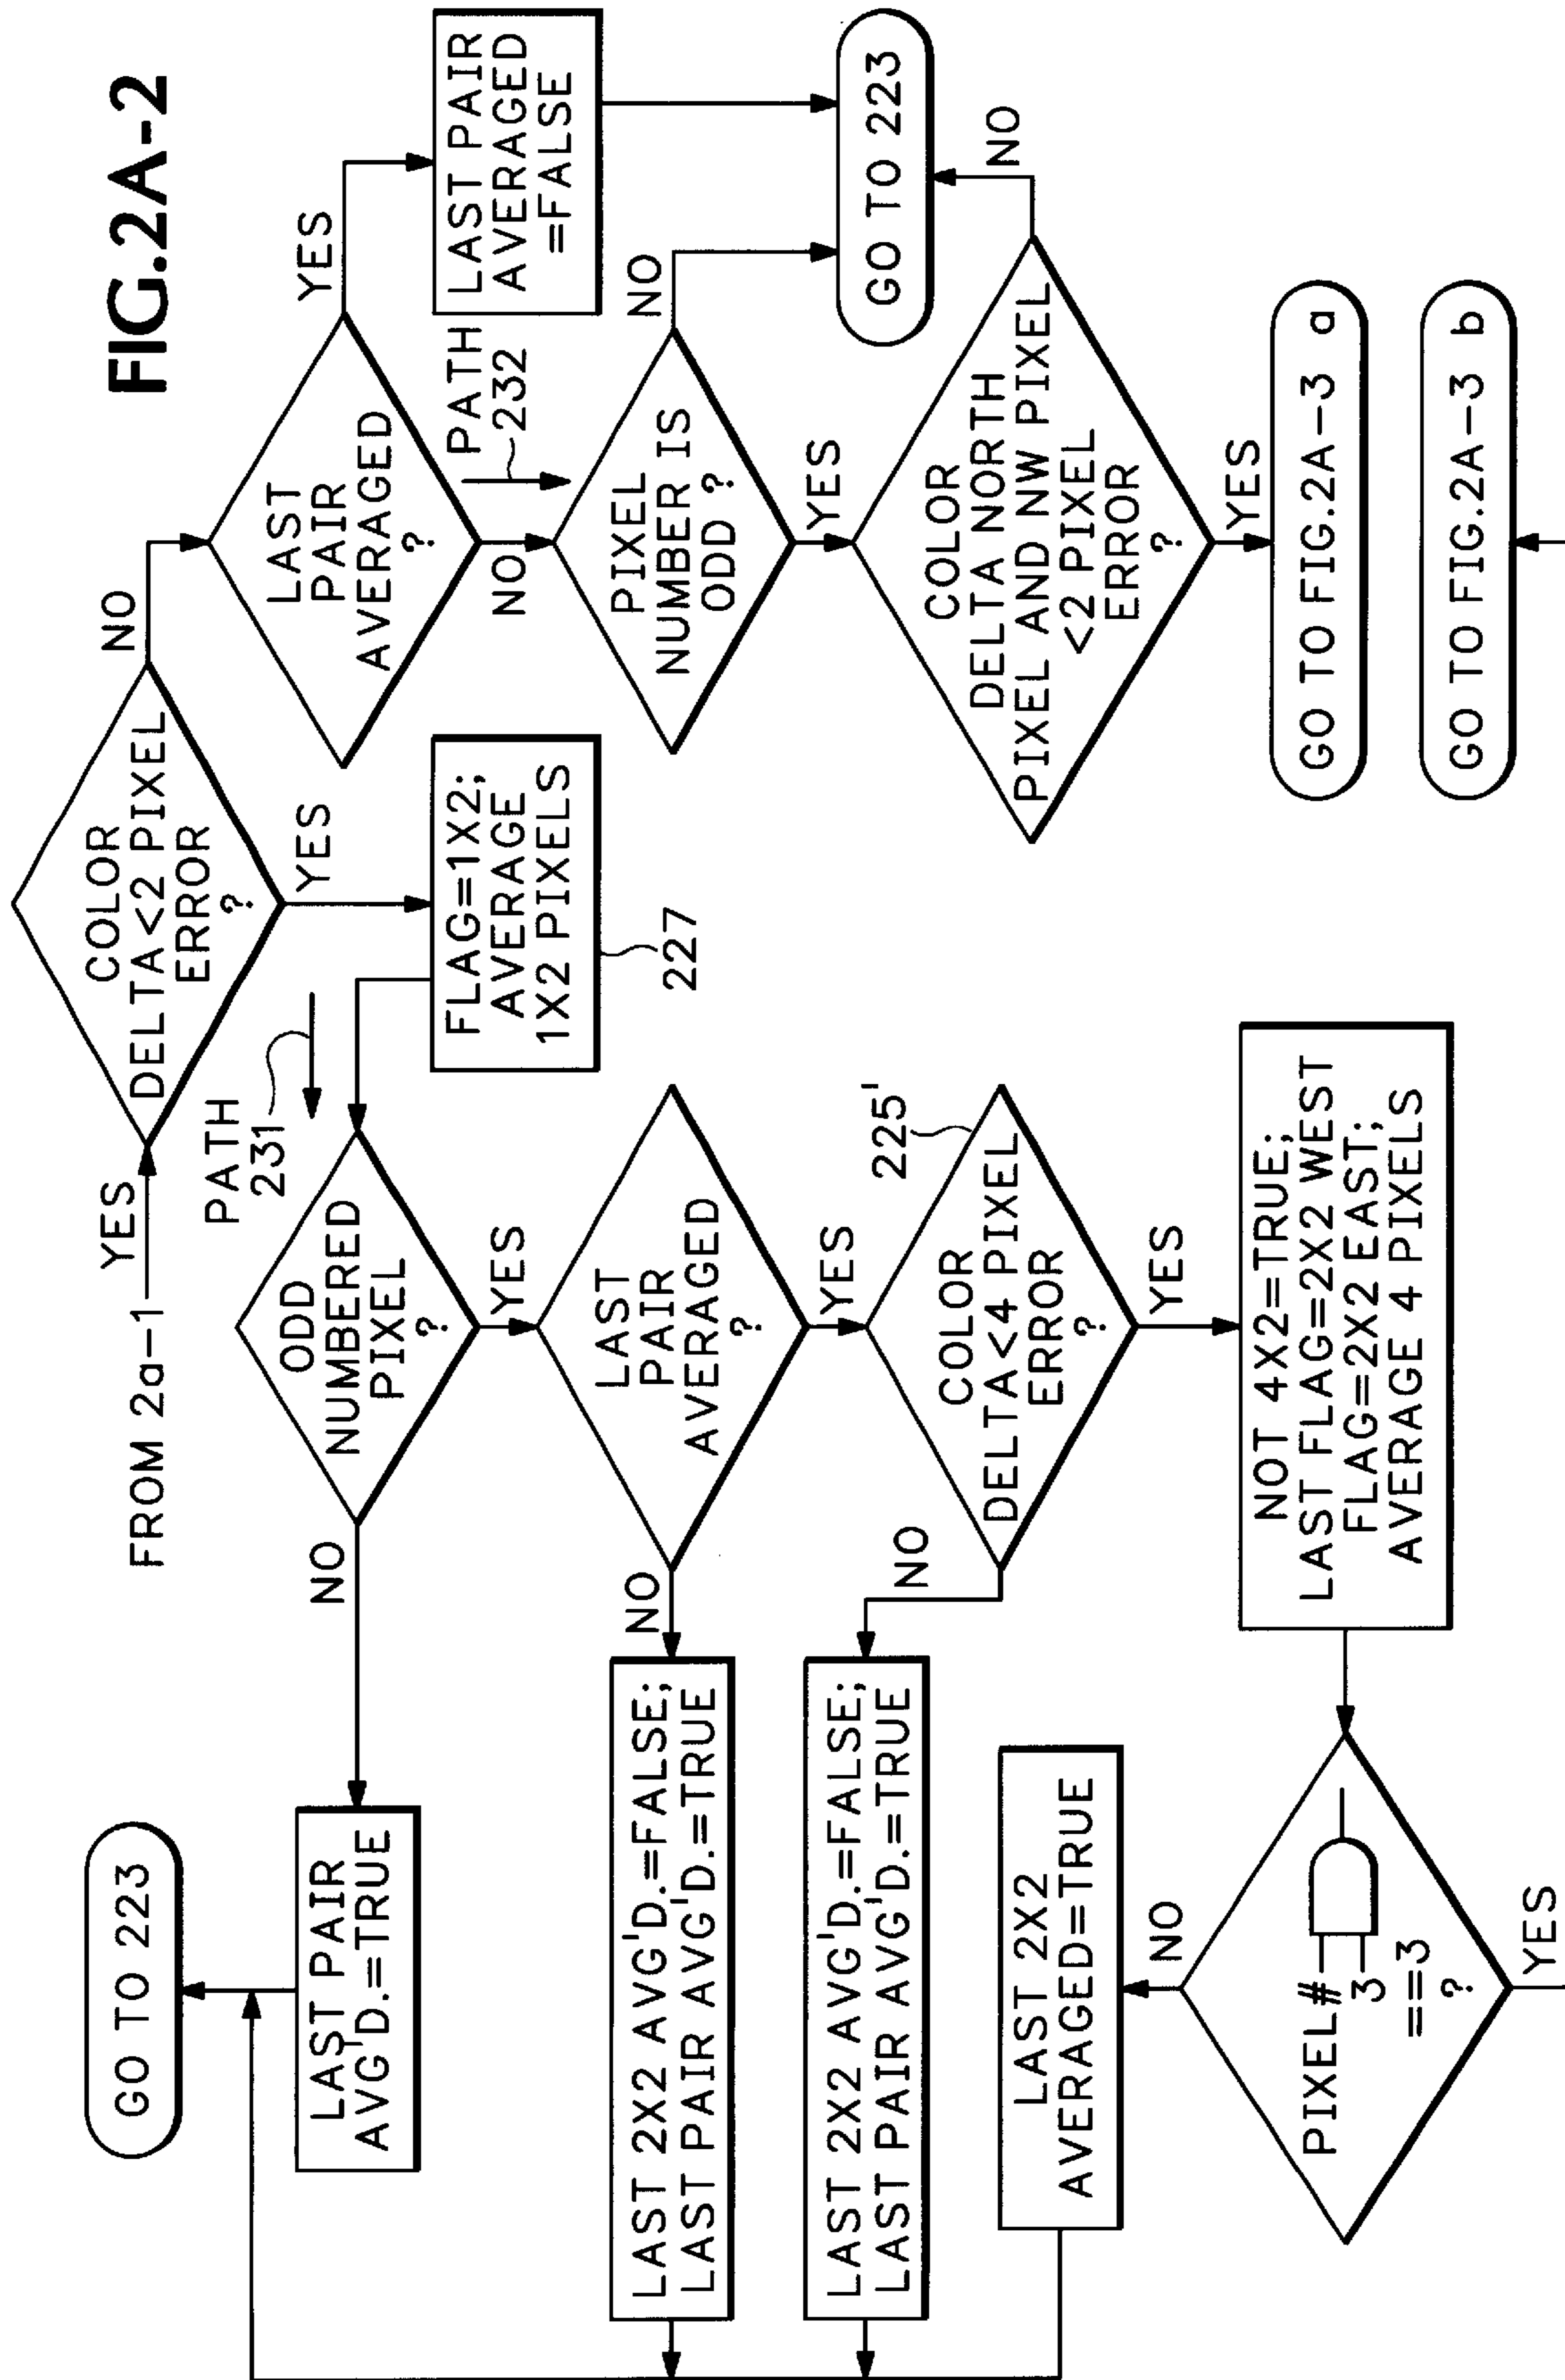 FIG.2A-2
FROM 2a-1
YES
COLOR
DELTA<2 PIXEL
ERROR
?
NO
YES
PATH
231
FLAG=1X2;
AVERAGE
1X2 PIXELS
227
LAST
PAIR
AVERAGED
?
YES
NO
LAST PAIR
AVERAGED
=FALSE
PATH
232
PIXEL
NUMBER IS
ODD ?
NO
YES
GO TO 223
COLOR
DELTA NORTH
PIXEL AND NW PIXEL
<2 PIXEL
ERROR
?
NO
YES
GO TO FIG.2A-3 a
GO TO FIG.2A-3 b
ODD
NUMBERED
PIXEL
?
NO
YES
GO TO 223
LAST PAIR
AVG'D.=TRUE
LAST
PAIR
AVERAGED
?
NO
YES
LAST 2X2 AVG'D.=FALSE;
LAST PAIR AVG'D.=TRUE
225'
COLOR
DELTA<4 PIXEL
ERROR
?
NO
YES
LAST 2X2 AVG'D.=FALSE;
LAST PAIR AVG'D.=TRUE
NOT 4X2=TRUE;
LAST FLAG=2X2 WEST
FLAG=2X2 EAST;
AVERAGE 4 PIXELS
LAST 2X2
AVERAGED=TRUE
NO
PIXEL#
3
==3
?
YES